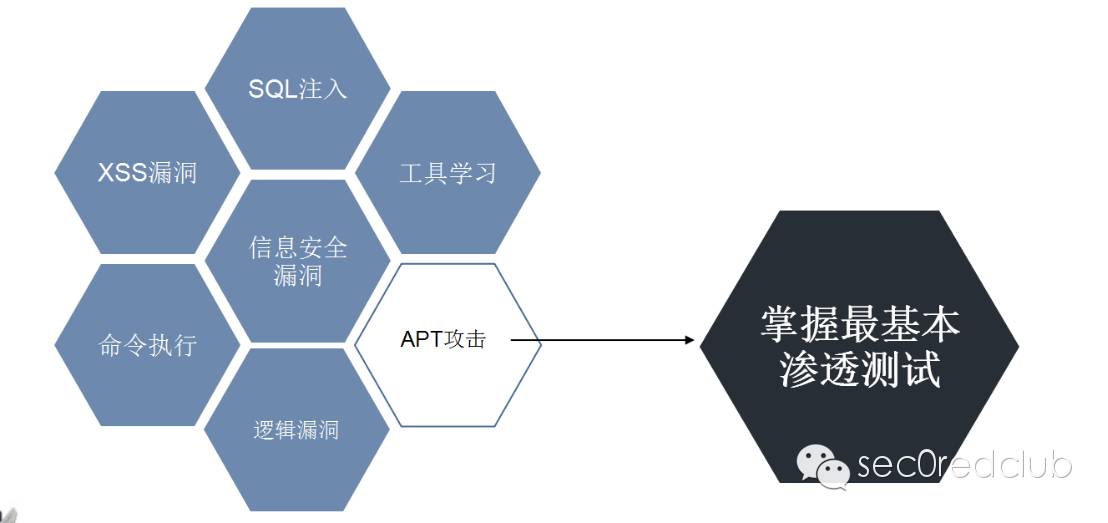 SQL注入
XSS漏洞
工具学习
信息安全
漏洞
命令执行
APT攻击
逻辑漏洞
掌握最基本
渗透测试
sec0redclub